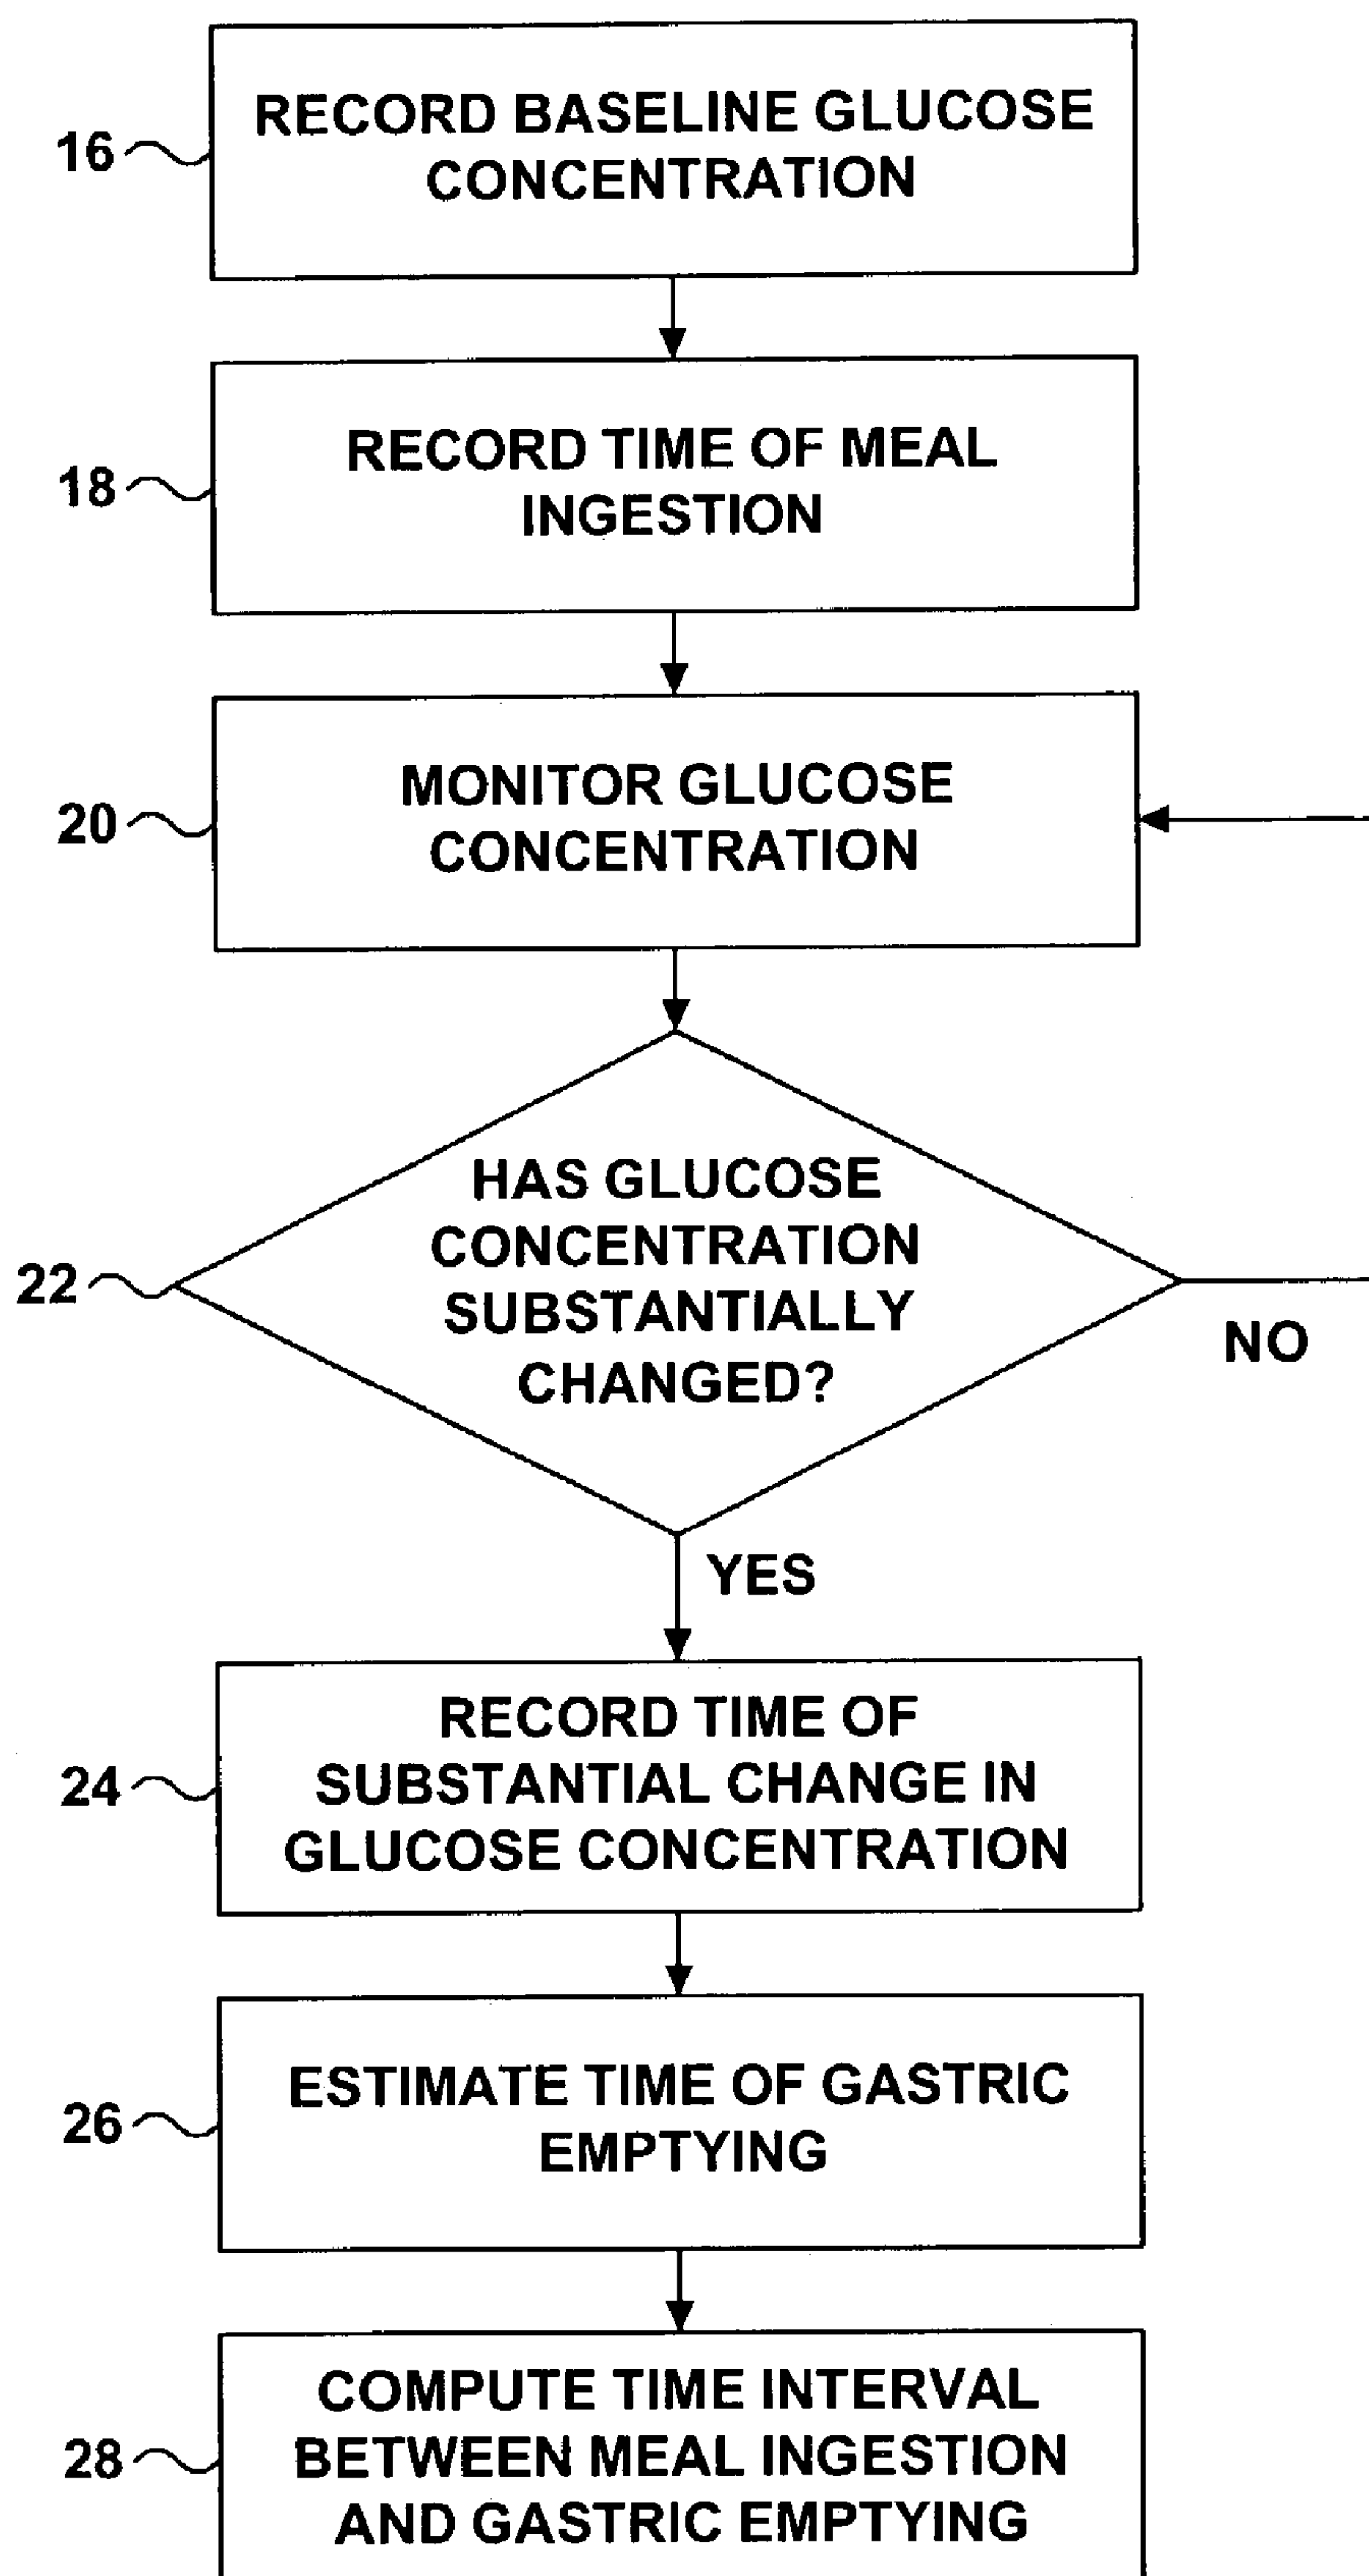 RECORD BASELINE GLUCOSE
CONCENTRATION
16
RECORD TIME OF MEAL
INGESTION
18
MONITOR GLUCOSE
CONCENTRATION
20
HAS GLUCOSE
CONCENTRATION
SUBSTANTIALLY
CHANGED?
22
NO
YES
RECORD TIME OF
SUBSTANTIAL CHANGE IN
GLUCOSE CONCENTRATION
24
ESTIMATE TIME OF GASTRIC
EMPTYING
26
COMPUTE TIME INTERVAL
BETWEEN MEAL INGESTION
AND GASTRIC EMPTYING
28